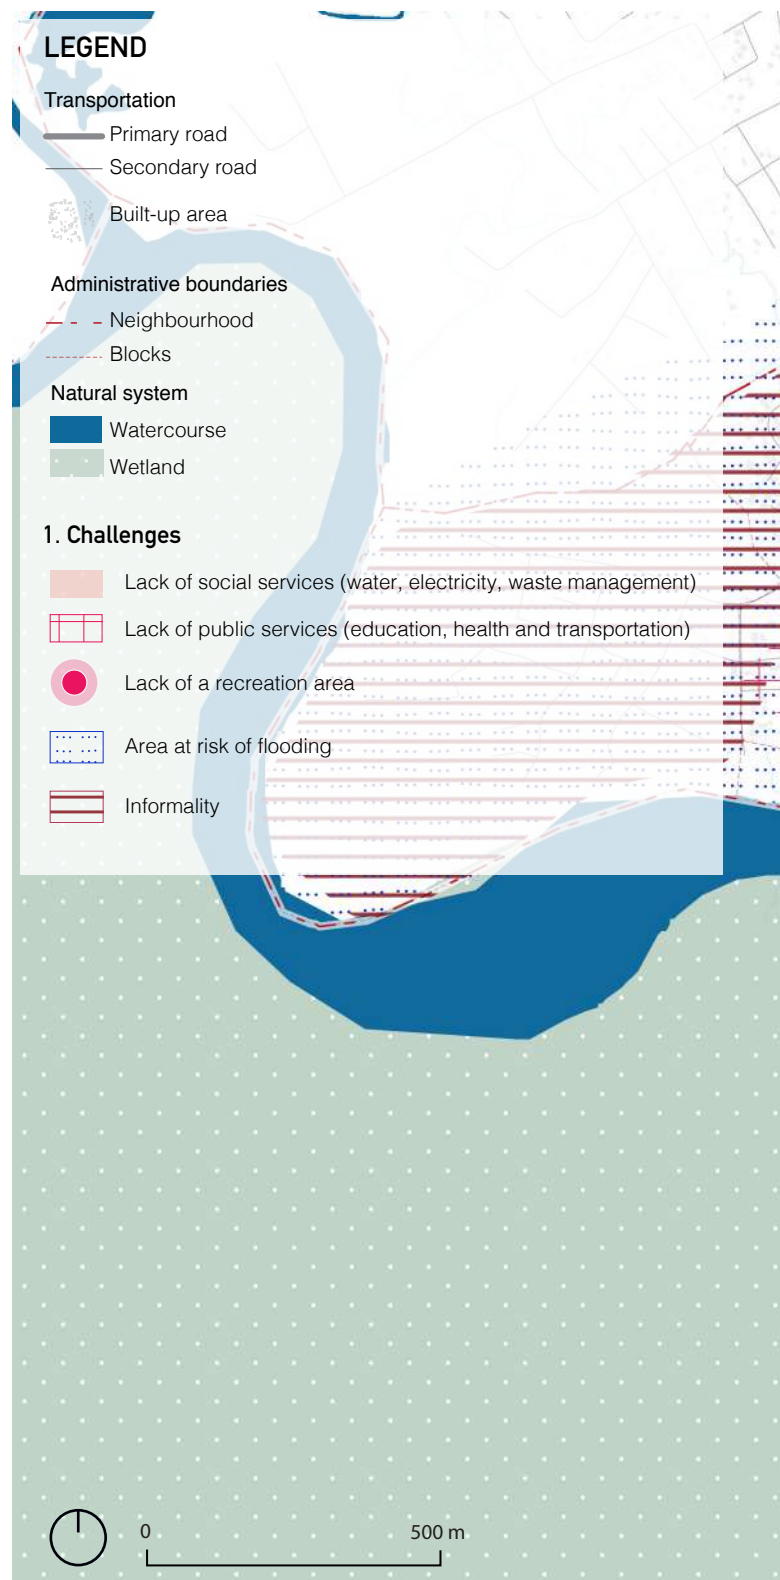 LEGEND
Transportation
Primary road
Secondary road
Built-up area
Administrative boundaries
Neighbourhood
Blocks
Natural system
Watercourse
Wetland
1. Challenges
Lack of social services (water, electricity, waste management)
Lack of public services (education, health and transportation)
Lack of a recreation area
Area at risk of flooding
Informality
0 500 m